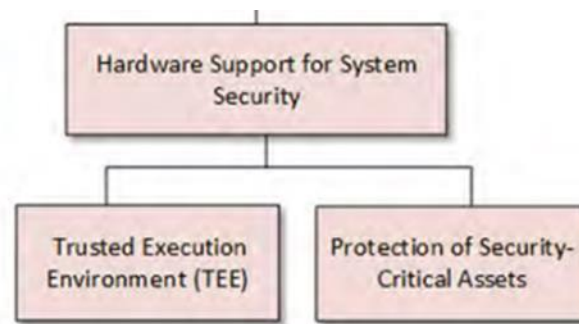 Hardware Support for System
Security
Trusted Execution
Environment (TEE)
Protection of Security-
Critical Assets